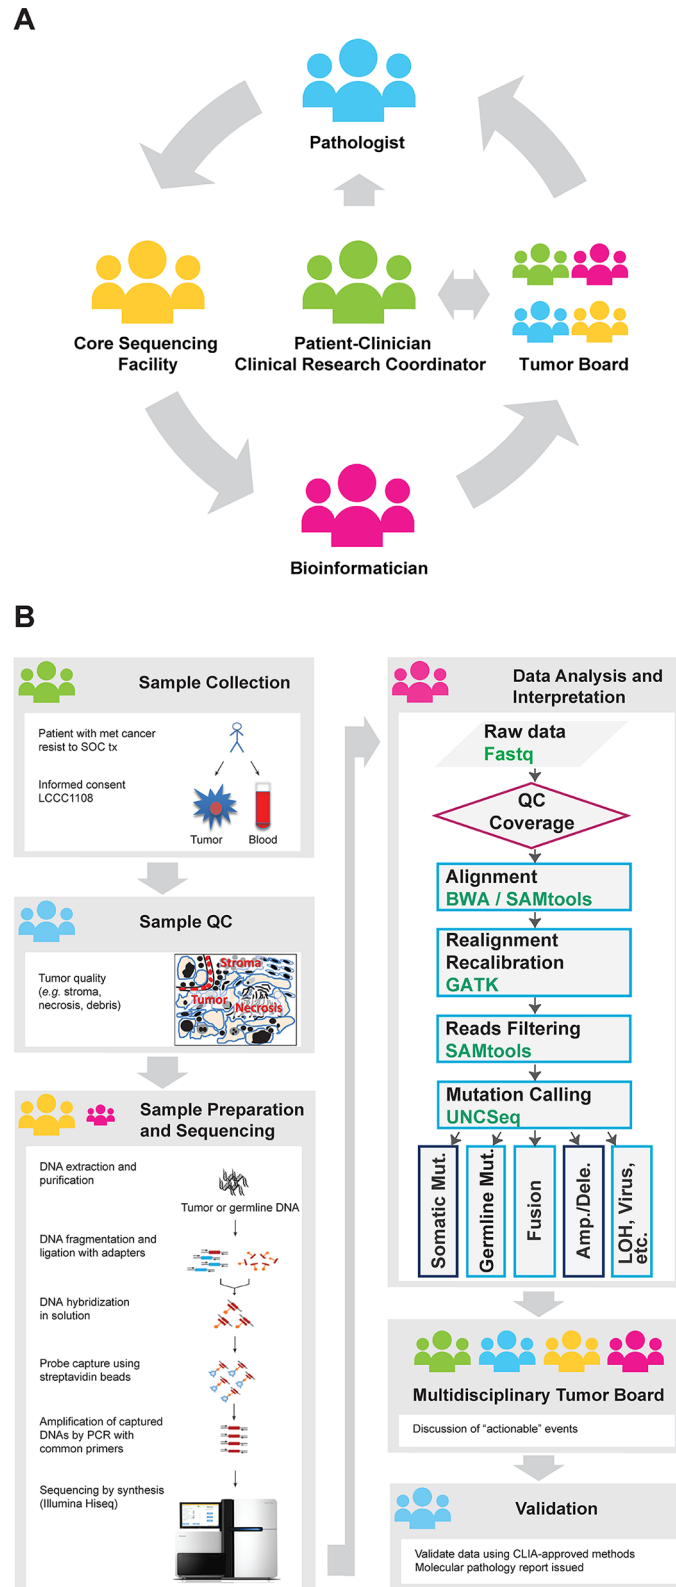 A
Pathologist
Core Sequencing
Facility
Patient-Clinician
Clinical Research Coordinator
Tumor Board
Bioinformatician
B
Sample Collection
Patient with met cancer
resist to SOC tx
Informed consent
LCCC1108
Tumor
Blood
Sample QC
Tumor quality
(e.g. stroma,
necrosis, debris)
Stroma
Tumor
Necrosis
Sample Preparation
and Sequencing
DNA extraction and
purification
Tumor or germline DNA
DNA fragmentation and
ligation with adapters
DNA hybridization
in solution
Probe capture using
streptavidin beads
Amplification of captured
DNAs by PCR with
common primers
Sequencing by synthesis
(Illumina Hiseq)
Data Analysis and
Interpretation
Raw data
Fastq
QC
Coverage
Alignment
BWA / SAMtools
Realignment
Recalibration
GATK
Reads Filtering
SAMtools
Mutation Calling
UNCSeq
Somatic Mut.
Germline Mut.
Fusion
Amp./Dele.
LOH, Virus,
etc.
Multidisciplinary Tumor Board
Discussion of “actionable” events
Validation
Validate data using CLIA-approved methods
Molecular pathology report issued